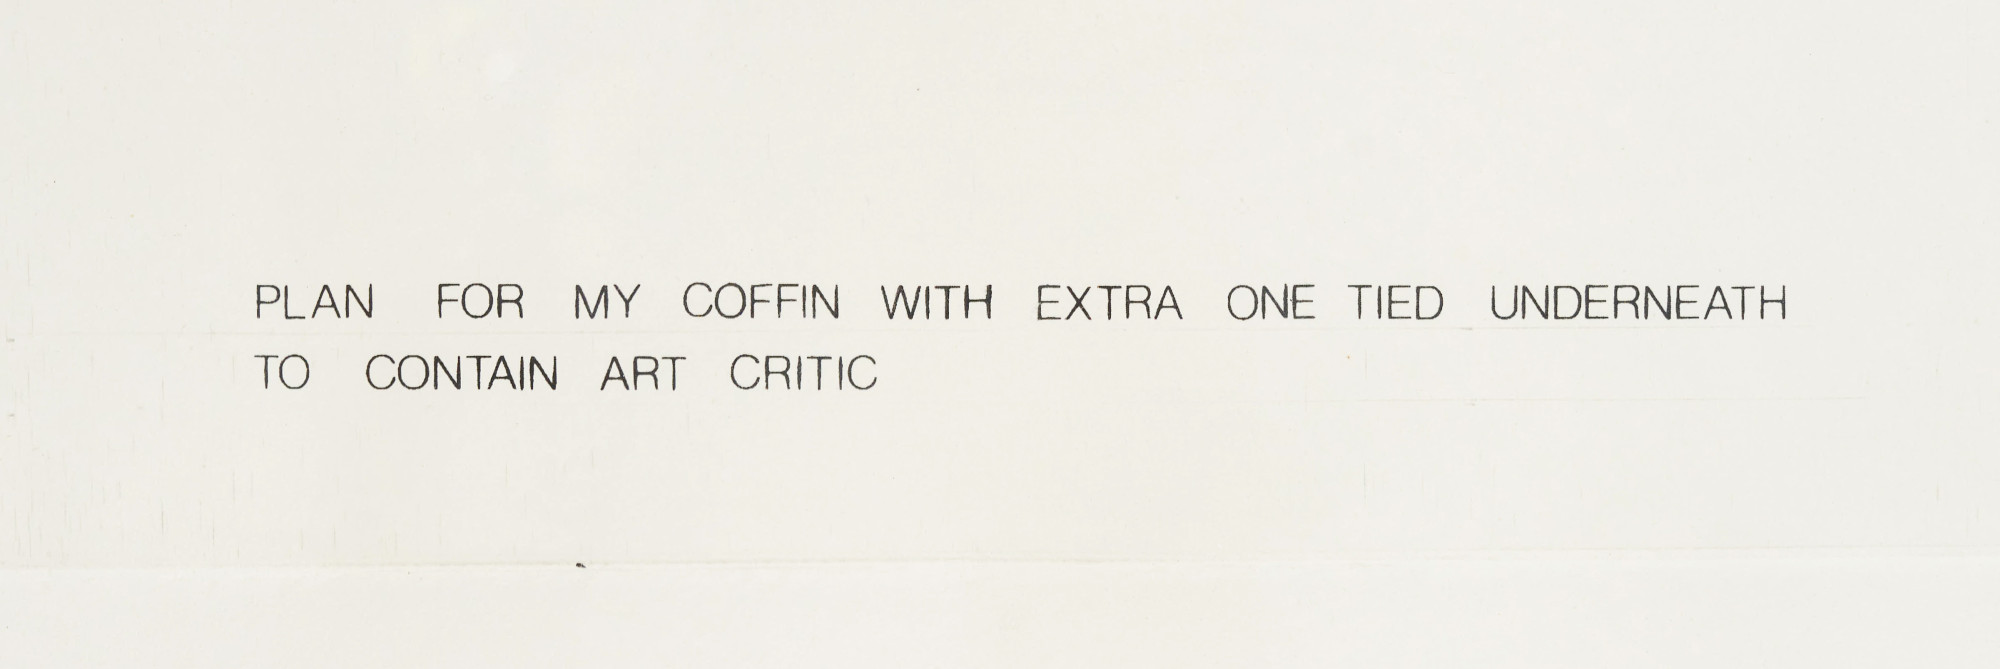 PLAN FOR MY COFFIN WITH EXTRA ONE TIED UNDERNEATH
TO CONTAIN ART CRITIC